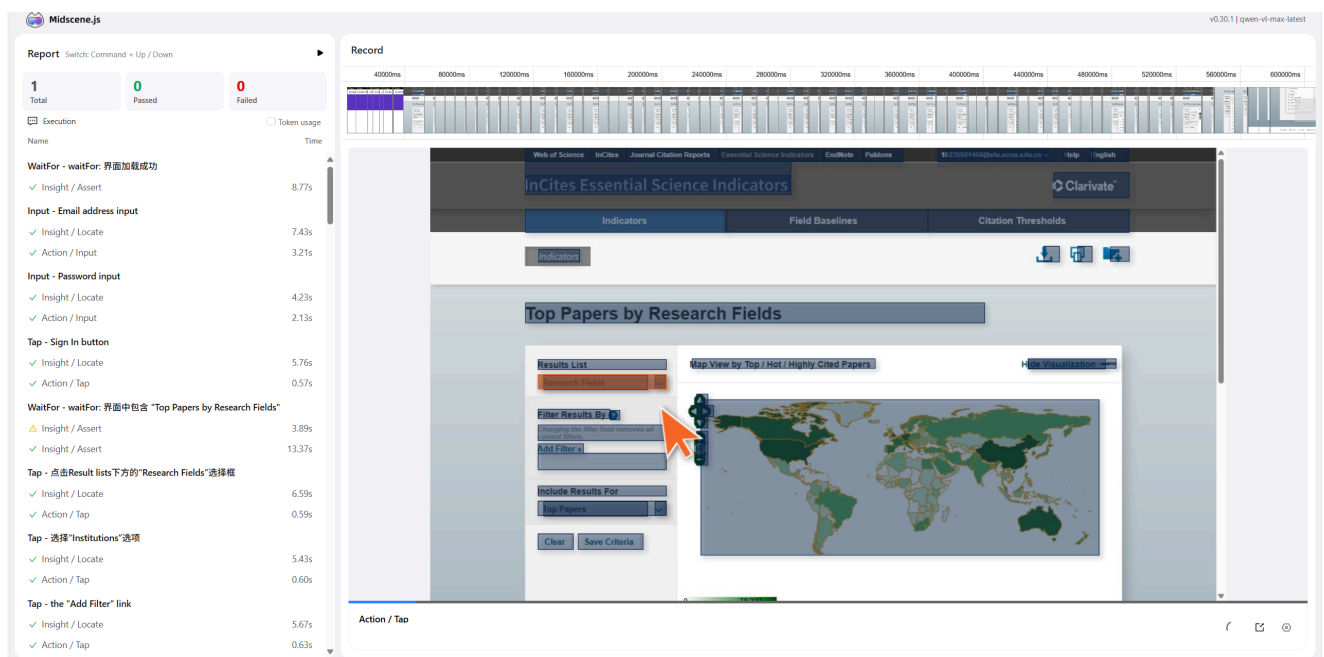 Midscene.js
v0.30.1 | qwen-vl-max-latest
Report Switch: Command + Up / Down
1
Total
0
Passed
0
Failed
Execution
Token usage
Name Time
WaitFor - waitFor: 界面加载成功
Insight / Assert 8.77s
Input - Email address input
Insight / Locate 7.43s
Action / Input 3.21s
Input - Password input
Insight / Locate 4.23s
Action / Input 2.13s
Tap - Sign In button
Insight / Locate 5.76s
Action / Tap 0.57s
WaitFor - waitFor: 界面中包含 "Top Papers by Research Fields"
Insight / Assert 3.89s
Insight / Assert 13.37s
Tap - 点击Result lists下方的"Research Fields"选择框
Insight / Locate 6.59s
Action / Tap 0.59s
Tap - 选择"Institutions"选项
Insight / Locate 5.43s
Action / Tap 0.60s
Tap - the "Add Filter" link
Insight / Locate 5.67s
Action / Tap 0.63s
Record
40000ms 80000ms 120000ms 160000ms 200000ms 240000ms 280000ms 320000ms 360000ms 400000ms 440000ms 480000ms 520000ms 560000ms 600000ms
Web of Science InCites Journal Citation Reports Essential Science Indicators EndNote Publons Help English
InCites Essential Science Indicators
Clarivate
Indicators Field Baselines Citation Thresholds
Indicators
Top Papers by Research Fields
Results List
Research Fields
Filter Results By
Changing the filter field removes all
current filters.
Add Filter »
Include Results For
Top Papers
Clear Save Criteria
Map View by Top / Hot / Highly Cited Papers
Hide Visualization
Action / Tap